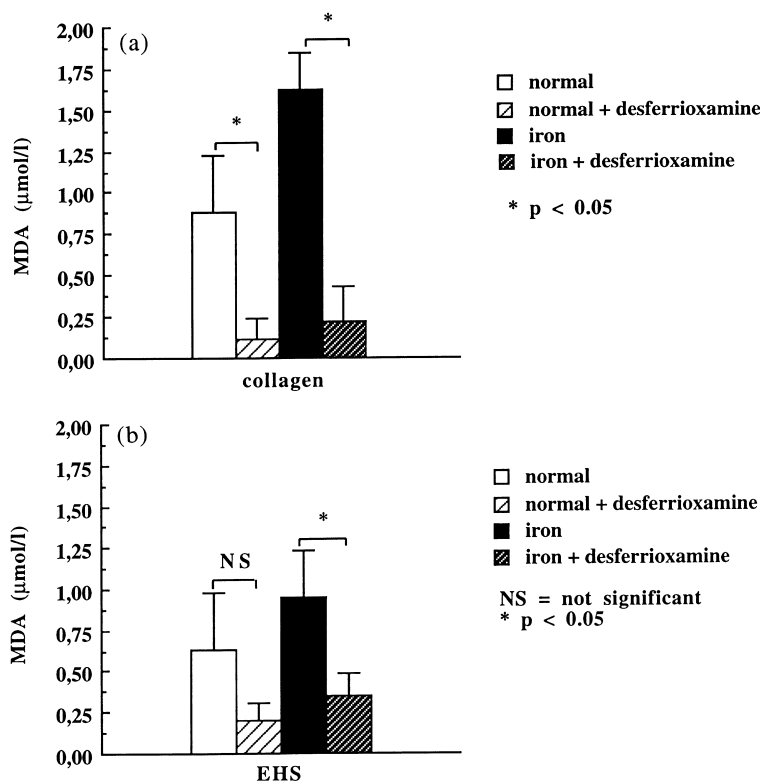 (a)
MDA (µmol/l)
2,00
1,75
1,50
1,25
1,00
0,75
0,50
0,25
0,00
*
*
collagen
normal
normal + desferrioxamine
iron
iron + desferrioxamine
* p < 0.05
(b)
MDA (µmol/l)
2,00
1,75
1,50
1,25
1,00
0,75
0,50
0,25
0,00
NS
*
EHS
normal
normal + desferrioxamine
iron
iron + desferrioxamine
NS = not significant
* p < 0.05